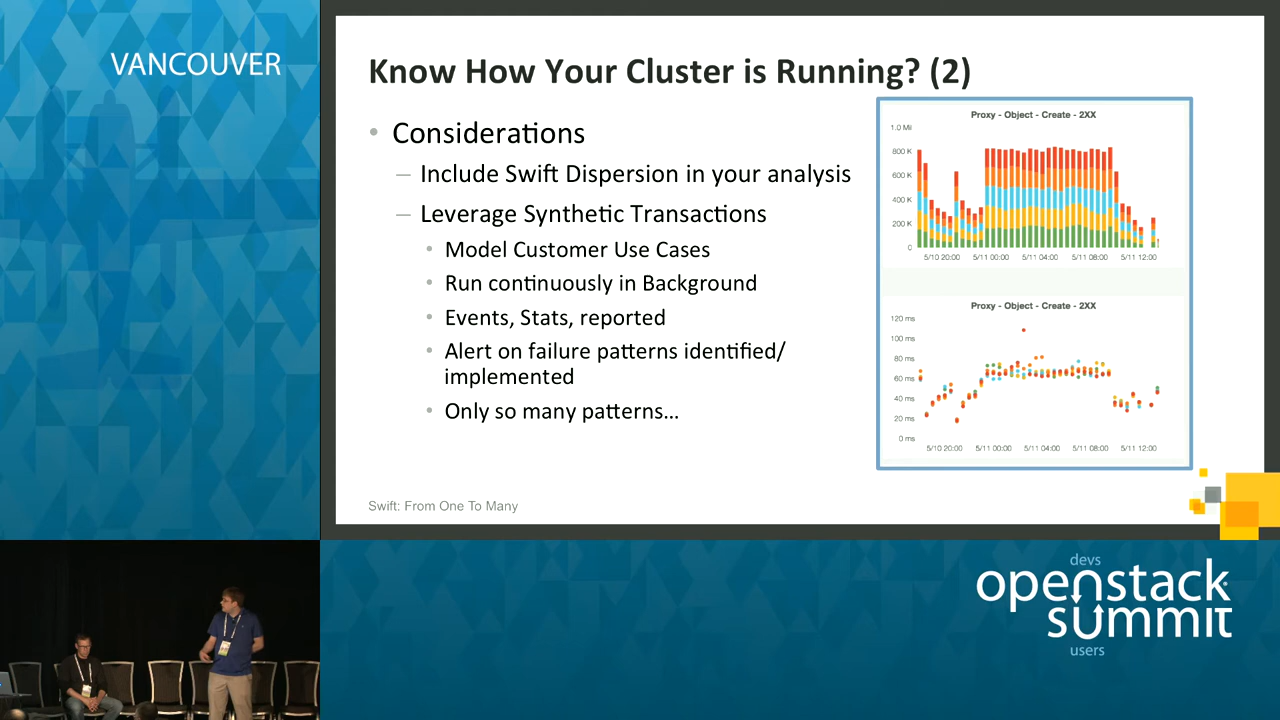 VANCOUVER
Know How Your Cluster is Running? (2)
• Considerations
– Include Swift Dispersion in your analysis
– Leverage Synthetic Transactions
• Model Customer Use Cases
• Run continuously in Background
• Events, Stats, reported
• Alert on failure patterns identified/
implemented
• Only so many patterns...
Proxy - Object - Create - 2XX
1.0 Mil
800 K
600 K
400 K
200 K
0
5/10 20:00 5/11 00:00 5/11 04:00 5/11 08:00 5/11 12:00
Proxy - Object - Create - 2XX
120 ms
100 ms
80 ms
60 ms
40 ms
20 ms
0 ms
5/10 20:00 5/11 00:00 5/11 04:00 5/11 08:00 5/11 12:00
Swift: From One To Many
devs
openstack
summit
users